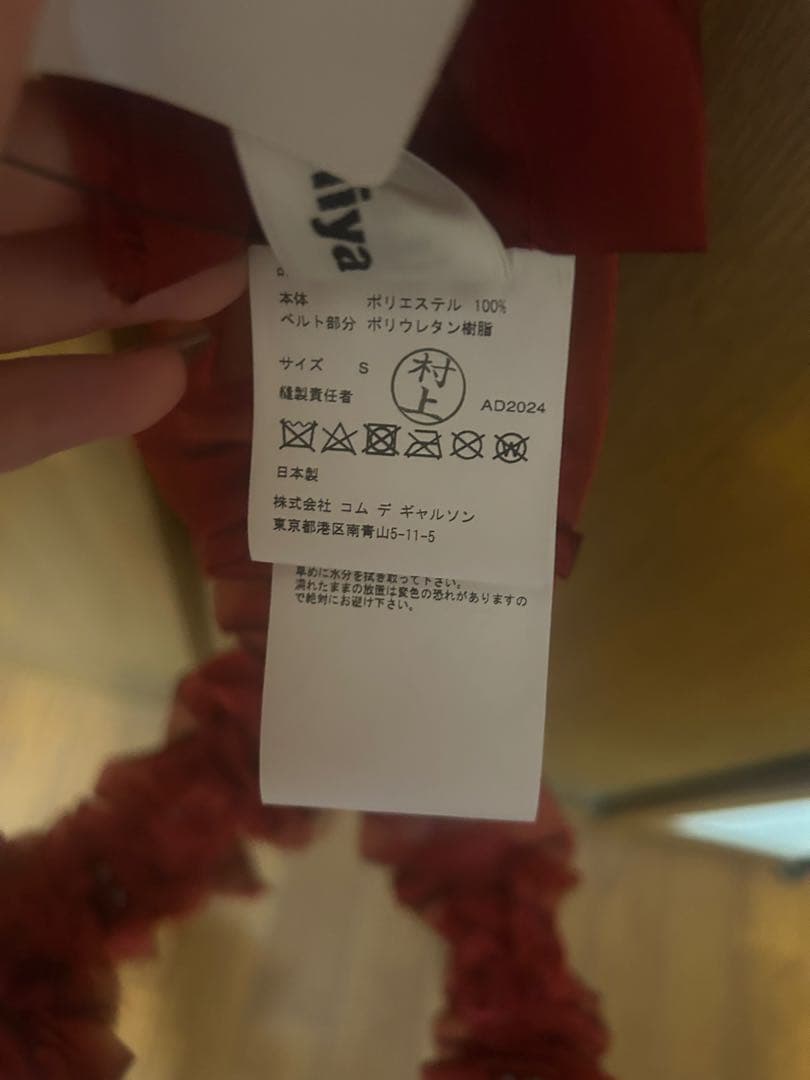 iya
本体 ポリエステル 100%
ベルト部分 ポリウレタン樹脂
サイズ S
縫製責任者 村上 AD2024
日本製
株式会社 コム デ ギャルソン
東京都港区南青山5-11-5
早めに水分を拭き取って下さい。
濡れたままの放置は変色の恐れがありますの
で絶対にお避け下さい。